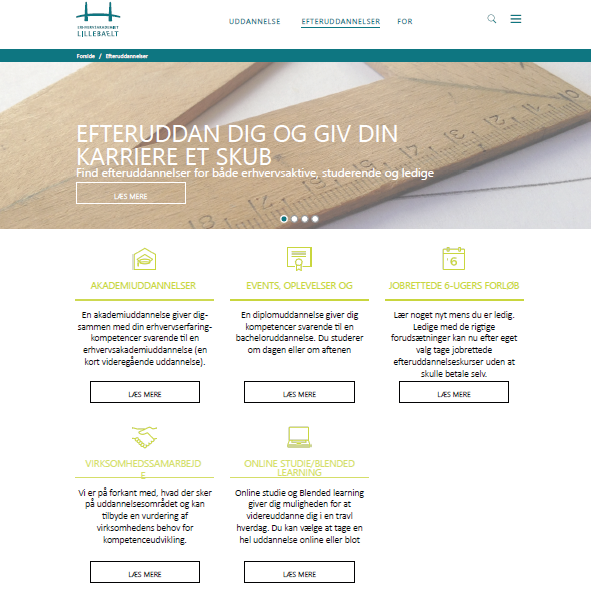 ERHVERVSAKADEMIET
LILLEBÆLT
UDDANNELSE
EFTERUDDANNELSER
FOR
Forside / Efteruddannelser
EFTERUDDAN DIG OG GIV DIN
KARRIERE ET SKUB
Find efteruddannelser for både erhvervsaktive, studerende og ledige
LÆS MERE
AKADEMIUDDANNELSER
En akademiuddannelse giver dig-
sammen med din erhvervserfaring-
kompetencer svarende til en
erhvervsakademiuddannelse (en
kort videregående uddannelse).
LÆS MERE
EVENTS, OPLEVELSER OG
En diplomuddannelse giver dig
kompetencer svarende til en
bacheloruddannelse. Du studerer
om dagen eller om aftenen
LÆS MERE
6
JOBRETTEDE 6-UGERS FORLØB
Lær noget nyt mens du er ledig.
Ledige med de rigtige
forudsætninger kan nu efter eget
valg tage jobrettede
efteruddannelseskurser uden at
skulle betale selv.
LÆS MERE
VIRKSOMHEDSSAMARBEJD
E
Vi er på forkant med, hvad der sker
på uddannelsesområdet og kan
tilbyde en vurdering af
virksomhedens behov for
kompetenceudvikling.
LÆS MERE
ONLINE STUDIE/BLENDED
LEARNING
Online studie og Blended learning
giver dig muligheden for at
videreuddanne dig i en travl
hverdag. Du kan vælge at tage en
hel uddannelse online eller blot
LÆS MERE